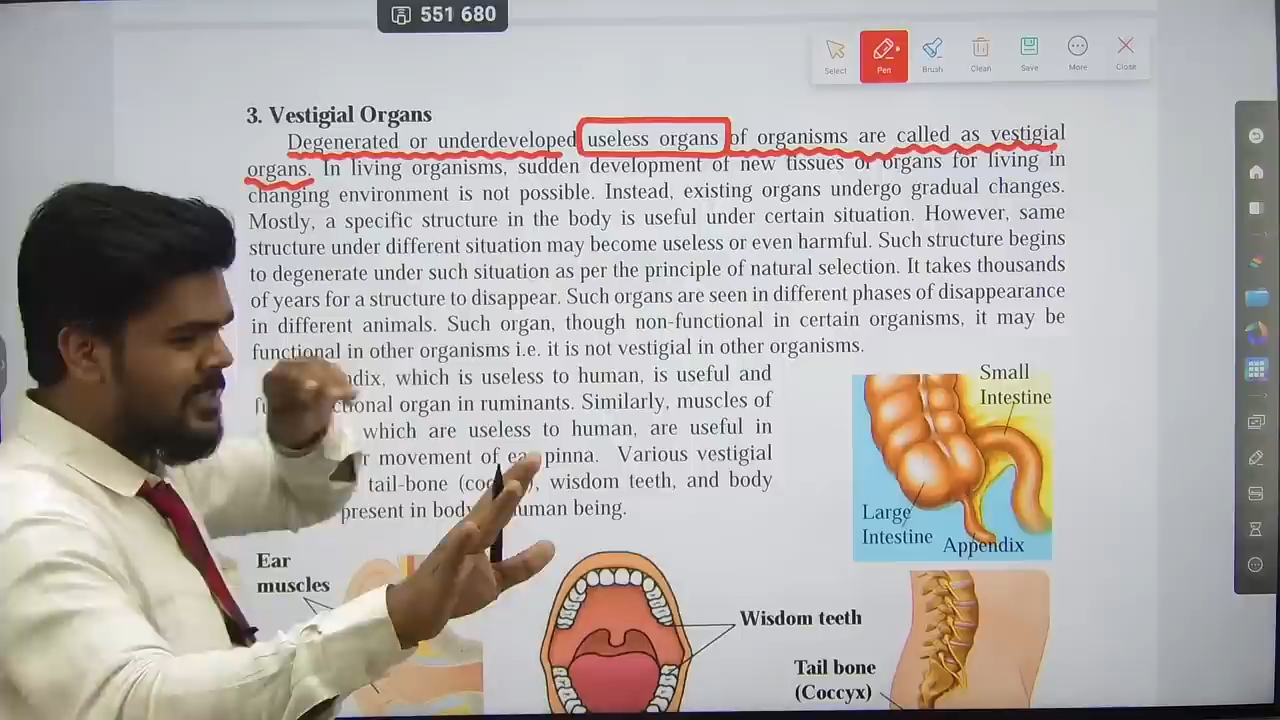 551 680
Select Pen Brush Clean Save More Close
3. Vestigial Organs
Degenerated or underdeveloped useless organs of organisms are called as vestigial
organs. In living organisms, sudden development of new tissues or organs for living in
changing environment is not possible. Instead, existing organs undergo gradual changes.
Mostly, a specific structure in the body is useful under certain situation. However, same
structure under different situation may become useless or even harmful. Such structure begins
to degenerate under such situation as per the principle of natural selection. It takes thousands
of years for a structure to disappear. Such organs are seen in different phases of disappearance
in different animals. Such organ, though non-functional in certain organisms, it may be
functional in other organisms i.e. it is not vestigial in other organisms.
which is useless to human, is useful and
organ in ruminants. Similarly, muscles of
which are useless to human, are useful in
movement of pinna. Various vestigial
tail-bone wisdom teeth, and body
present in being.
Small
Intestine
Large
Intestine
Appendix
Ear
muscles
Wisdom teeth
Tail bone
(Coccyx)